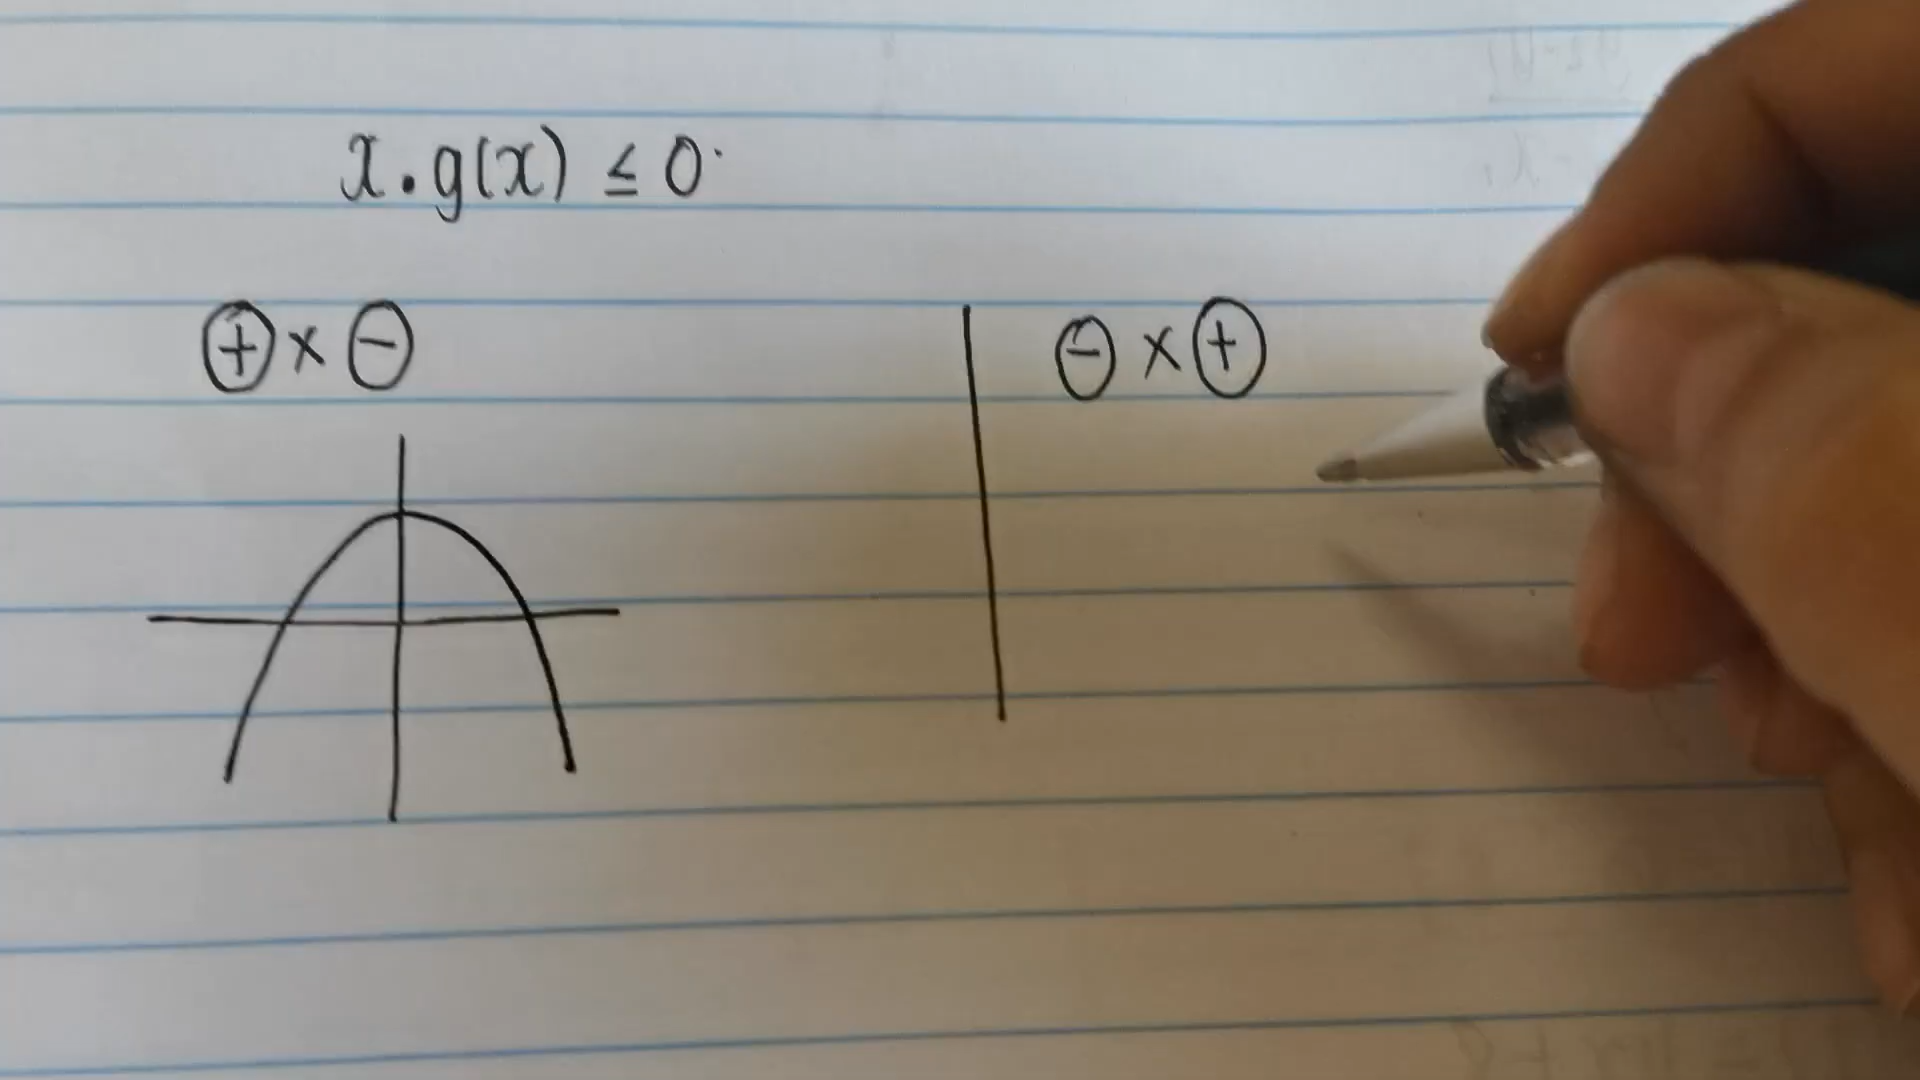 x.g(x) ≤ 0
⊕ x ⊖
⊖ x ⊕